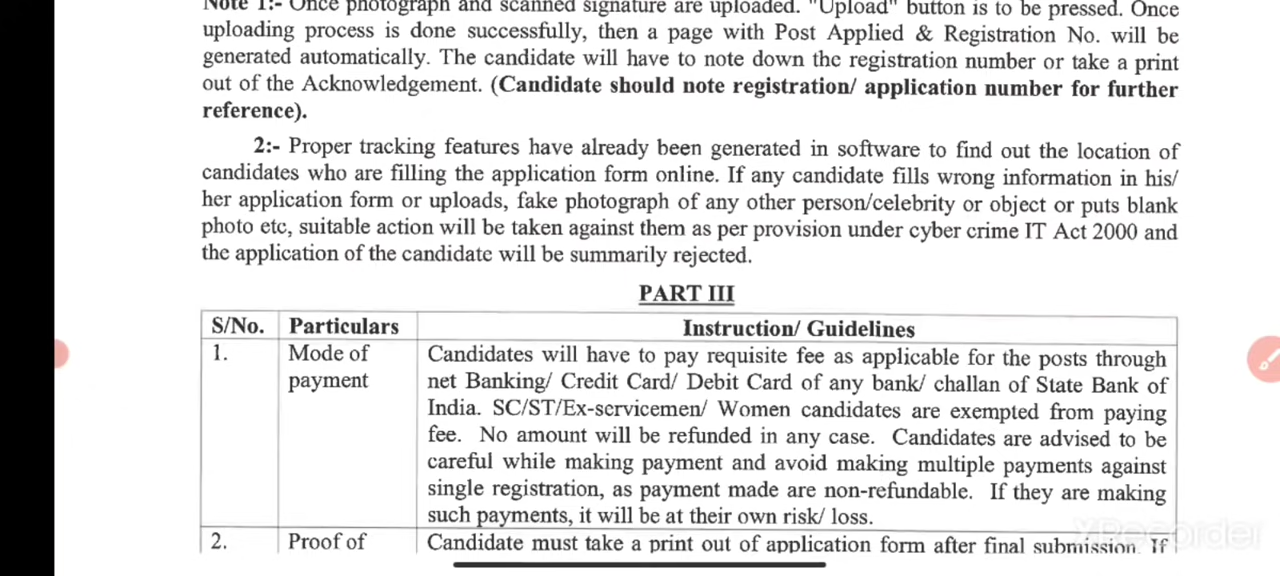 Note 1:- Once photograph and scanned signature are uploaded. "Upload" button is to be pressed. Once
uploading process is done successfully, then a page with Post Applied & Registration No. will be
generated automatically. The candidate will have to note down the registration number or take a print
out of the Acknowledgement. (Candidate should note registration/ application number for further
reference).
2:- Proper tracking features have already been generated in software to find out the location of
candidates who are filling the application form online. If any candidate fills wrong information in his/
her application form or uploads, fake photograph of any other person/celebrity or object or puts blank
photo etc, suitable action will be taken against them as per provision under cyber crime IT Act 2000 and
the application of the candidate will be summarily rejected.
PART III
S/No. Particulars Instruction/ Guidelines
1. Mode of payment
Candidates will have to pay requisite fee as applicable for the posts through
net Banking/ Credit Card/ Debit Card of any bank/ challan of State Bank of
India. SC/ST/Ex-servicemen/ Women candidates are exempted from paying
fee. No amount will be refunded in any case. Candidates are advised to be
careful while making payment and avoid making multiple payments against
single registration, as payment made are non-refundable. If they are making
such payments, it will be at their own risk/ loss.
2. Proof of Candidate must take a print out of application form after final submission. If
XRecorder